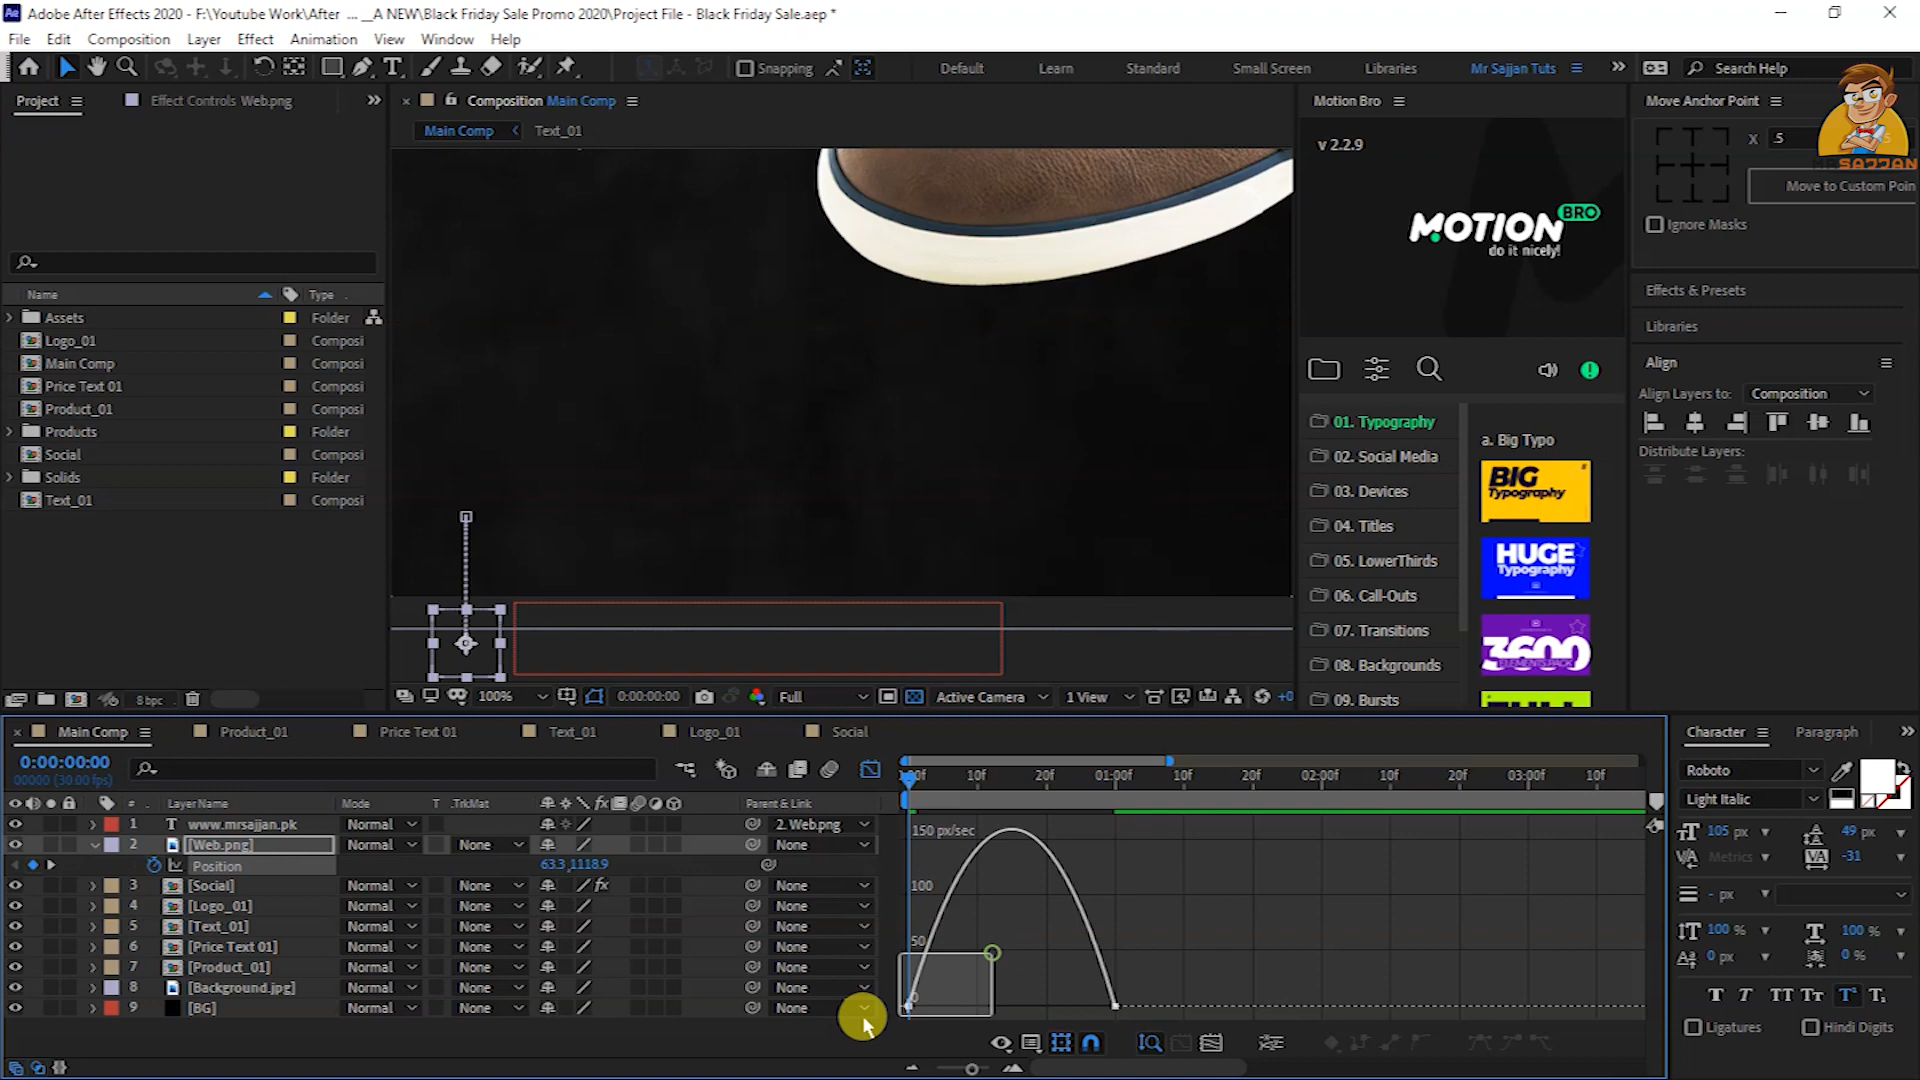 Adobe After Effects 2020 - F:\Youtube Work\After ... __A NEW\Black Friday Sale Promo 2020\Project File - Black Friday Sale.aep *
File Edit Composition Layer Effect Animation View Window Help
Snapping Default Learn Standard Small Screen Libraries Mr Sajjan Tuts Search Help
Project Effect Controls Web.png
Composition Main Comp
Main Comp Text_01
Name Type
Assets Folder
Logo_01 Composi
Main Comp Composi
Price Text 01 Composi
Product_01 Composi
Products Folder
Social Composi
Solids Folder
Text_01 Composi
8 bpc
100% 0:00:00:00 Full Active Camera 1 View +0
Motion Bro
v 2.2.9
MOTION BRO
do it nicely!
01. Typography
02. Social Media
03. Devices
04. Titles
05. LowerThirds
06. Call-Outs
07. Transitions
08. Backgrounds
09. Bursts
a. Big Typo
BIG
Typography
HUGE
Typography
3600
ELEMENTS PACK
Move Anchor Point
X .5
SAJJAN
Move to Custom Poin
Ignore Masks
Effects & Presets
Libraries
Align
Align Layers to: Composition
Distribute Layers:
Main Comp Product_01 Price Text 01 Text_01 Logo_01 Social
0:00:00:00
00000 (30.00 fps)
# Layer Name Mode T .TrkMat Parent & Link
1 T www.mrsajjan.pk Normal 2. Web.png
2 [Web.png] Normal None None
Position 63.3,1118.9
3 [Social] Normal None fx None
4 [Logo_01] Normal None None
5 [Text_01] Normal None None
6 [Price Text 01] Normal None None
7 [Product_01] Normal None None
8 [Background.jpg] Normal None None
9 [BG] Normal None None
10f 20f 01:00f 10f 20f 02:00f 10f 20f 03:00f 10f
150 px/sec
100
50
0
Character Paragraph
Roboto
Light Italic
105 px 49 px
Metrics -31
- px
100 % 100 %
0 px 0 %
Ligatures Hindi Digits